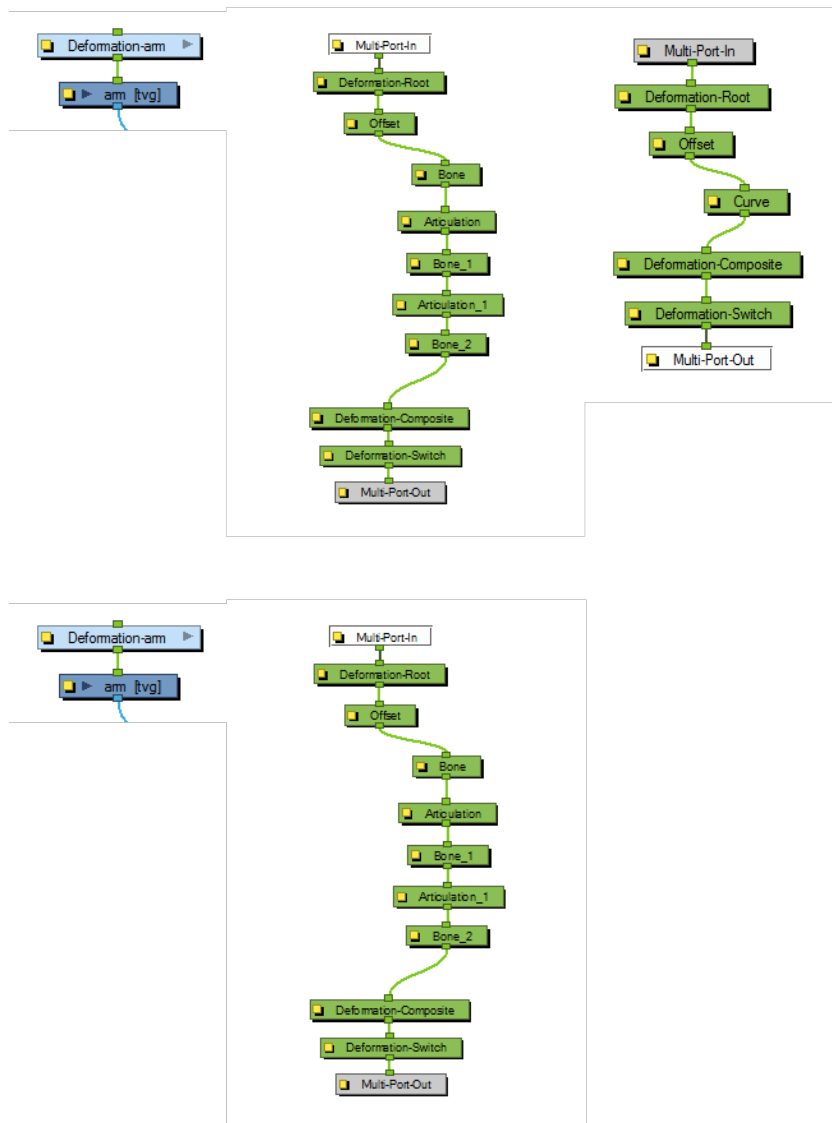 Deformation-arm
arm [tvg]
Multi-Port-In
Deformation-Root
Offset
Bone
Articulation
Bone_1
Articulation_1
Bone_2
Deformation-Composite
Deformation-Switch
Multi-Port-Out
Multi-Port-In
Deformation-Root
Offset
Curve
Deformation-Composite
Deformation-Switch
Multi-Port-Out
Deformation-arm
arm [tvg]
Multi-Port-In
Deformation-Root
Offset
Bone
Articulation
Bone_1
Articulation_1
Bone_2
Deformation-Composite
Deformation-Switch
Multi-Port-Out